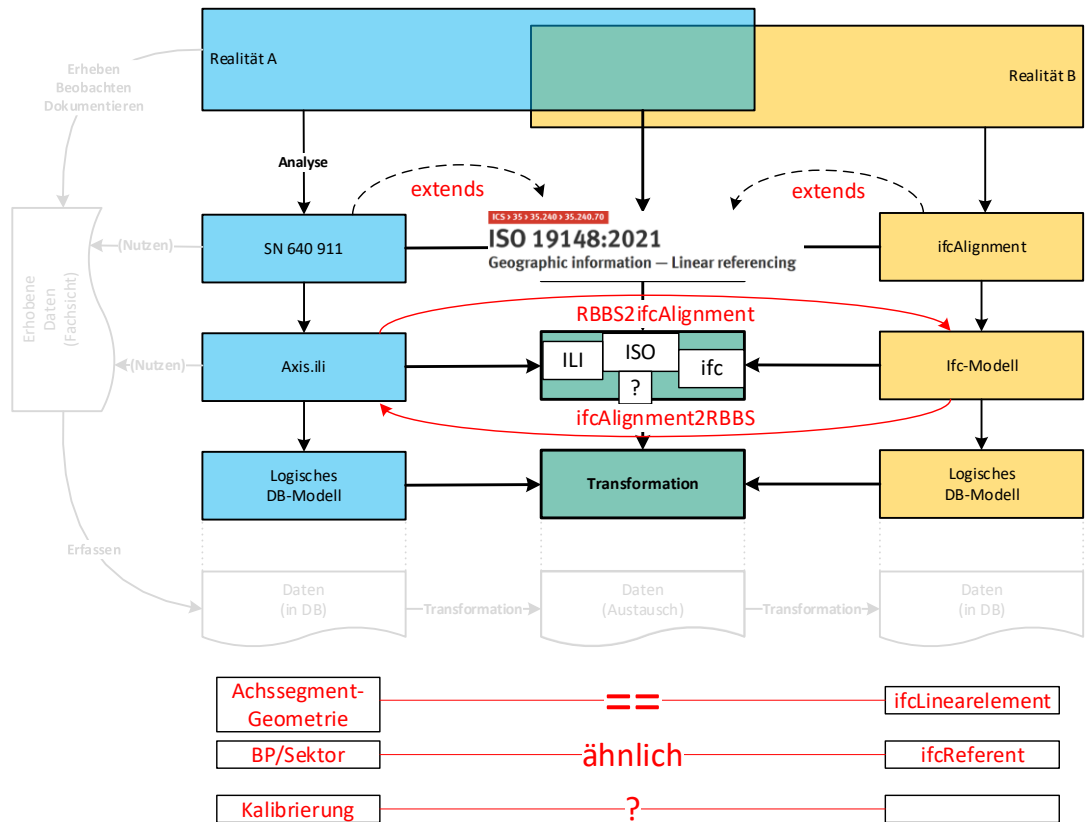 Realität A
Realität B
Erheben
Beobachten
Dokumentieren
Analyse
extends
extends
ICS > 35 > 35.240 > 35.240.70
ISO 19148:2021
Geographic information — Linear referencing
SN 640 911
ifcAlignment
(Nutzen)
Erhobene
Daten
(Fachsicht)
RBBS2ifcAlignment
(Nutzen)
Axis.ili
ILI
ISO
?
ifc
Ifc-Modell
ifcAlignment2RBBS
Logisches
DB-Modell
Transformation
Logisches
DB-Modell
Erfassen
Daten
(in DB)
Transformation
Daten
(Austausch)
Transformation
Daten
(in DB)
Achssegment-
Geometrie
==
ifcLinearelement
BP/Sektor
ähnlich
ifcReferent
Kalibrierung
?